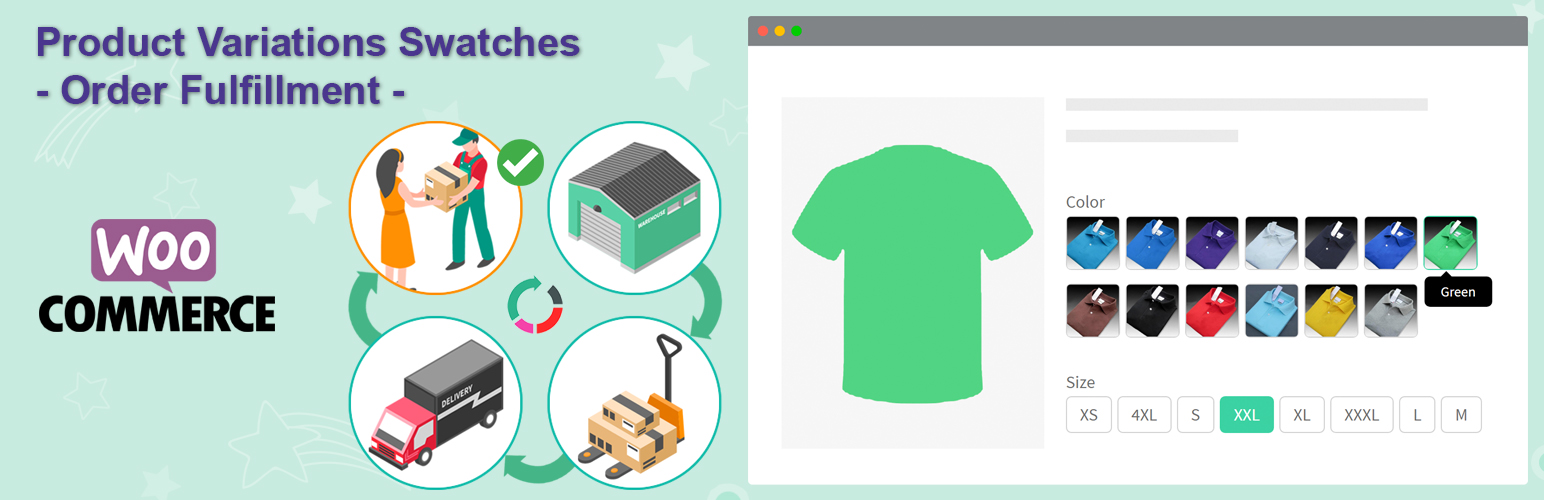 Product Variations Swatches
- Order Fulfillment -
WOO
COMMERCE
WAREHOUSE
DELIVERY
Color
Green
Size
XS 4XL S XXL XL XXXL L M